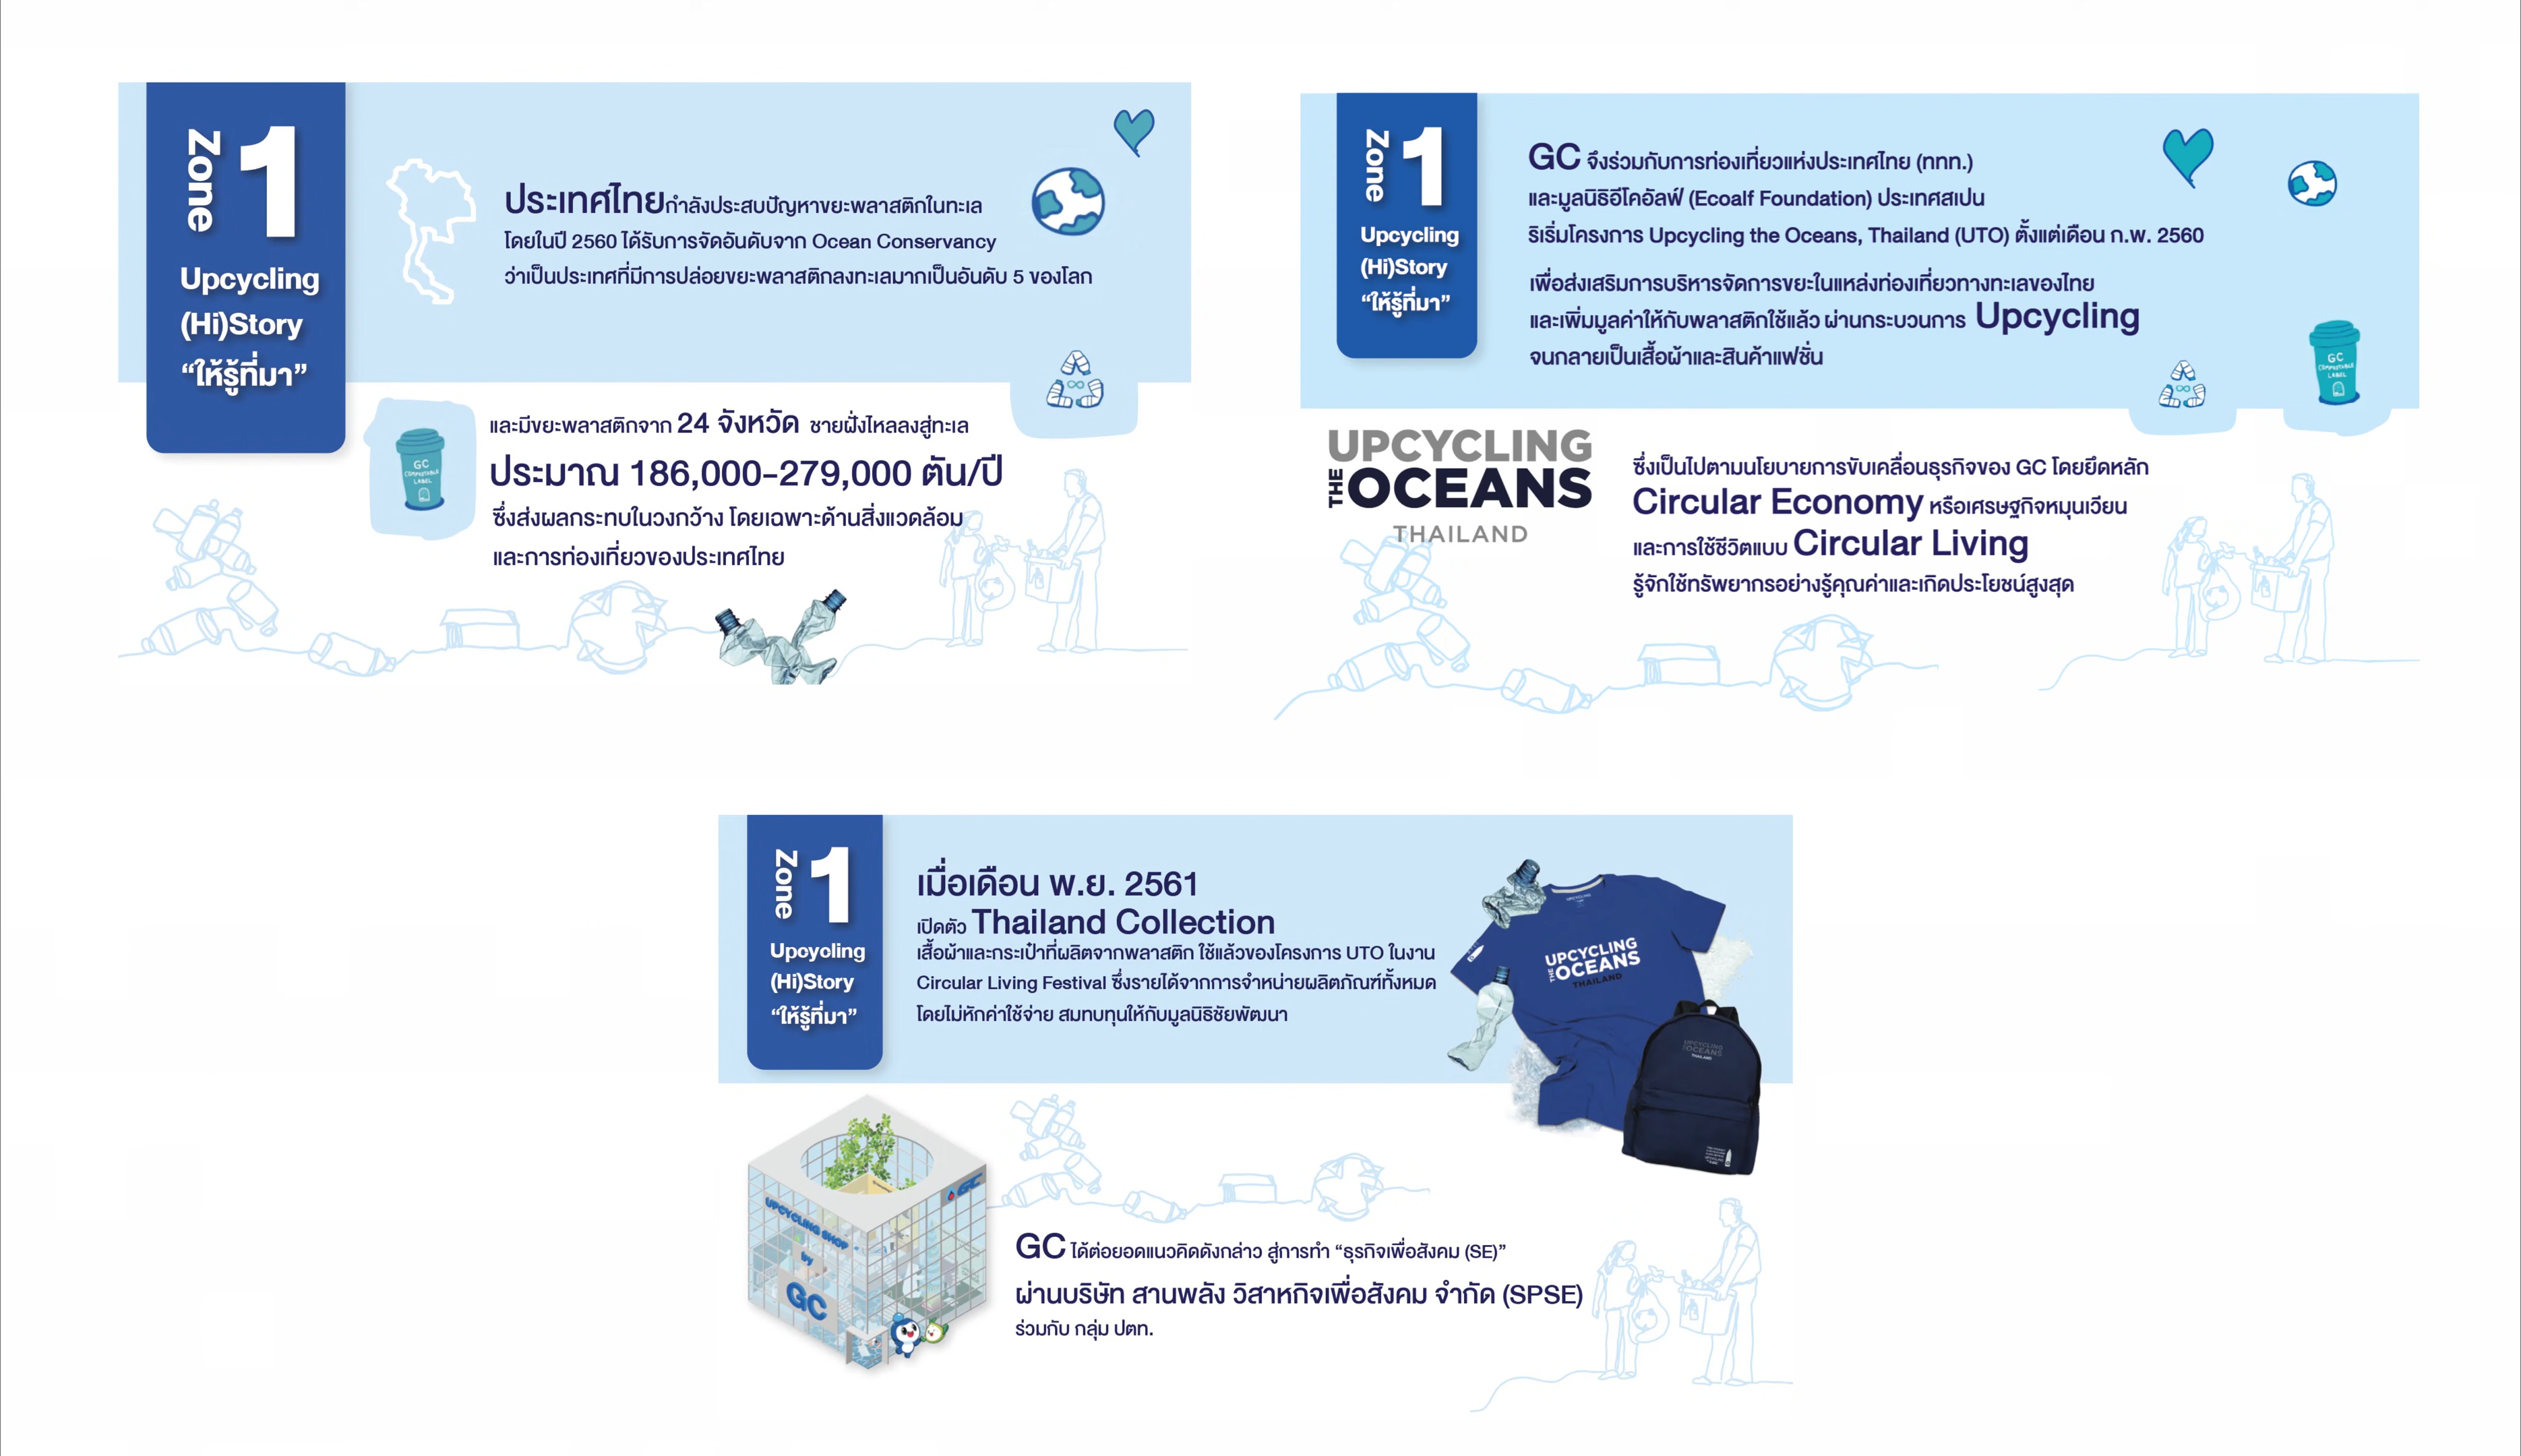 Zone 1
Upcycling
(Hi)Story
“ให้รู้ที่มา”
ประเทศไทยกำลังประสบปัญหาขยะพลาสติกในทะเล
โดยในปี 2560 ได้รับการจัดอันดับจาก Ocean Conservancy
ว่าเป็นประเทศที่มีการปล่อยขยะพลาสติกลงทะเลมากเป็นอันดับ 5 ของโลก
GC
COMPOSTABLE
LABEL
และมีขยะพลาสติกจาก 24 จังหวัด ชายฝั่งไหลลงสู่ทะเล
ประมาณ 186,000-279,000 ตัน/ปี
ซึ่งส่งผลกระทบในวงกว้าง โดยเฉพาะด้านสิ่งแวดล้อม
และการท่องเที่ยวของประเทศไทย
Zone 1
Upcycling
(Hi)Story
“ให้รู้ที่มา”
GC จึงร่วมกับการท่องเที่ยวแห่งประเทศไทย (ททท.)
และมูลนิธิอีโคอัลฟ์ (Ecoalf Foundation) ประเทศสเปน
ริเริ่มโครงการ Upcycling the Oceans, Thailand (UTO) ตั้งแต่เดือน ก.พ. 2560
เพื่อส่งเสริมการบริหารจัดการขยะในแหล่งท่องเที่ยวทางทะเลของไทย
และเพิ่มมูลค่าให้กับพลาสติกใช้แล้ว ผ่านกระบวนการ Upcycling
จนกลายเป็นเสื้อผ้าและสินค้าแฟชั่น
GC
COMPOSTABLE
LABEL
UPCYCLING
THE OCEANS
THAILAND
ซึ่งเป็นไปตามนโยบายการขับเคลื่อนธุรกิจของ GC โดยยึดหลัก
Circular Economy หรือเศรษฐกิจหมุนเวียน
และการใช้ชีวิตแบบ Circular Living
รู้จักใช้ทรัพยากรอย่างรู้คุณค่าและเกิดประโยชน์สูงสุด
Zone 1
Upcycling
(Hi)Story
“ให้รู้ที่มา”
เมื่อเดือน พ.ย. 2561
เปิดตัว Thailand Collection
เสื้อผ้าและกระเป๋าที่ผลิตจากพลาสติก ใช้แล้วของโครงการ UTO ในงาน
Circular Living Festival ซึ่งรายได้จากการจำหน่ายผลิตภัณฑ์ทั้งหมด
โดยไม่หักค่าใช้จ่าย สมทบทุนให้กับมูลนิธิชัยพัฒนา
UPCYCLING
THE OCEANS
THAILAND
UPCYCLING
THE OCEANS
THAILAND
GC
UPCYCLING SHOP
by
GC
GC ได้ต่อยอดแนวคิดดังกล่าว สู่การทำ “ธุรกิจเพื่อสังคม (SE)”
ผ่านบริษัท สานพลัง วิสาหกิจเพื่อสังคม จำกัด (SPSE)
ร่วมกับ กลุ่ม ปตท.